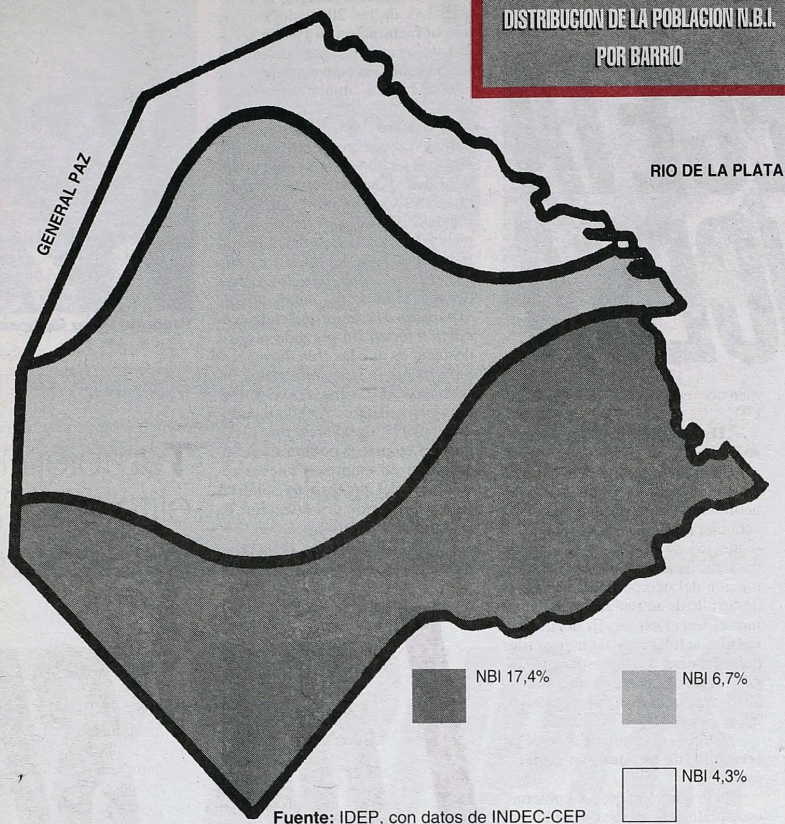 DISTRIBUCION DE LA POBLACION N.B.I.
POR BARRIO
RIO DE LA PLATA
GENERAL PAZ
NBI 17,4%
NBI 6,7%
NBI 4,3%
Fuente: IDEP, con datos de INDEC-CEP